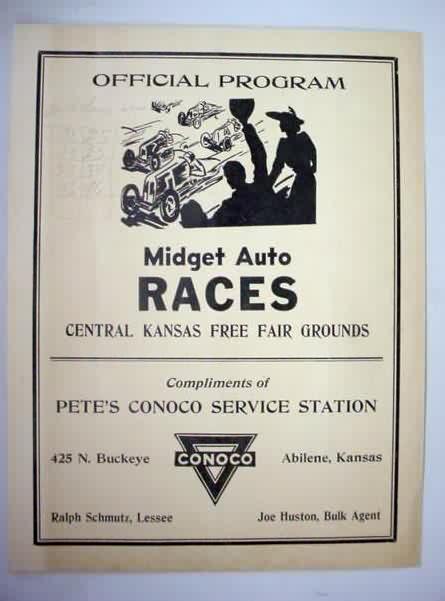 OFFICIAL PROGRAM
Midget Auto
RACES
CENTRAL KANSAS FREE FAIR GROUNDS
Compliments of
PETE'S CONOCO SERVICE STATION
425 N. Buckeye
CONOCO
Abilene, Kansas
Ralph Schmutz, Lessee
Joe Huston, Bulk Agent